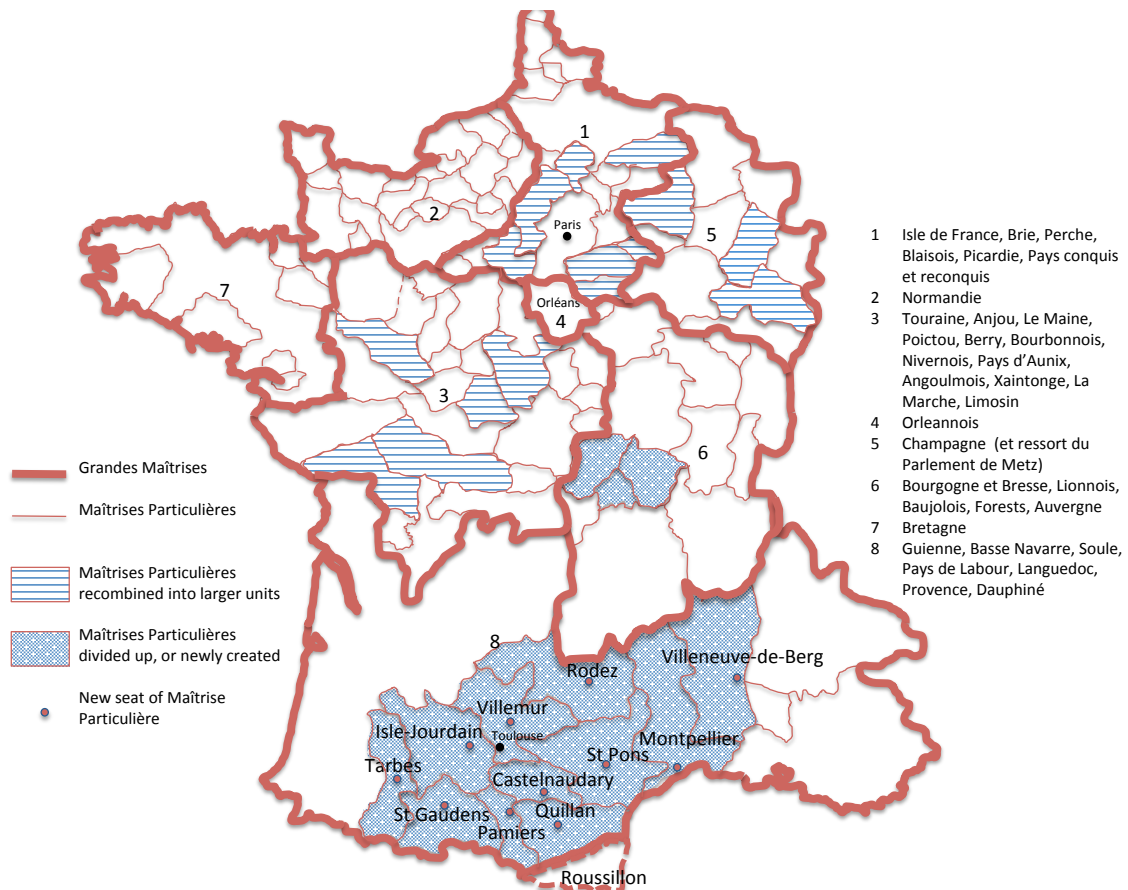 1
2
Paris
5
7
Orléans
4
3
6
8
Rodez
Villeneuve-de-Berg
Villemur
Isle-Jourdain
Toulouse
Montpellier
St Pons
Tarbes
Castelnaudary
St Gaudens
Quillan
Pamiers
Roussillon
Grandes Maîtrises
Maîtrises Particulières
Maîtrises Particulières
recombined into larger units
Maîtrises Particulières
divided up, or newly created
New seat of Maîtrise
Particulière
1 Isle de France, Brie, Perche,
Blaisois, Picardie, Pays conquis
et reconquis
2 Normandie
3 Touraine, Anjou, Le Maine,
Poictou, Berry, Bourbonnois,
Nivernois, Pays d’Aunix,
Angoulmois, Xaintonge, La
Marche, Limosin
4 Orleannois
5 Champagne (et ressort du
Parlement de Metz)
6 Bourgogne et Bresse, Lionnois,
Baujolois, Forests, Auvergne
7 Bretagne
8 Guienne, Basse Navarre, Soule,
Pays de Labour, Languedoc,
Provence, Dauphiné